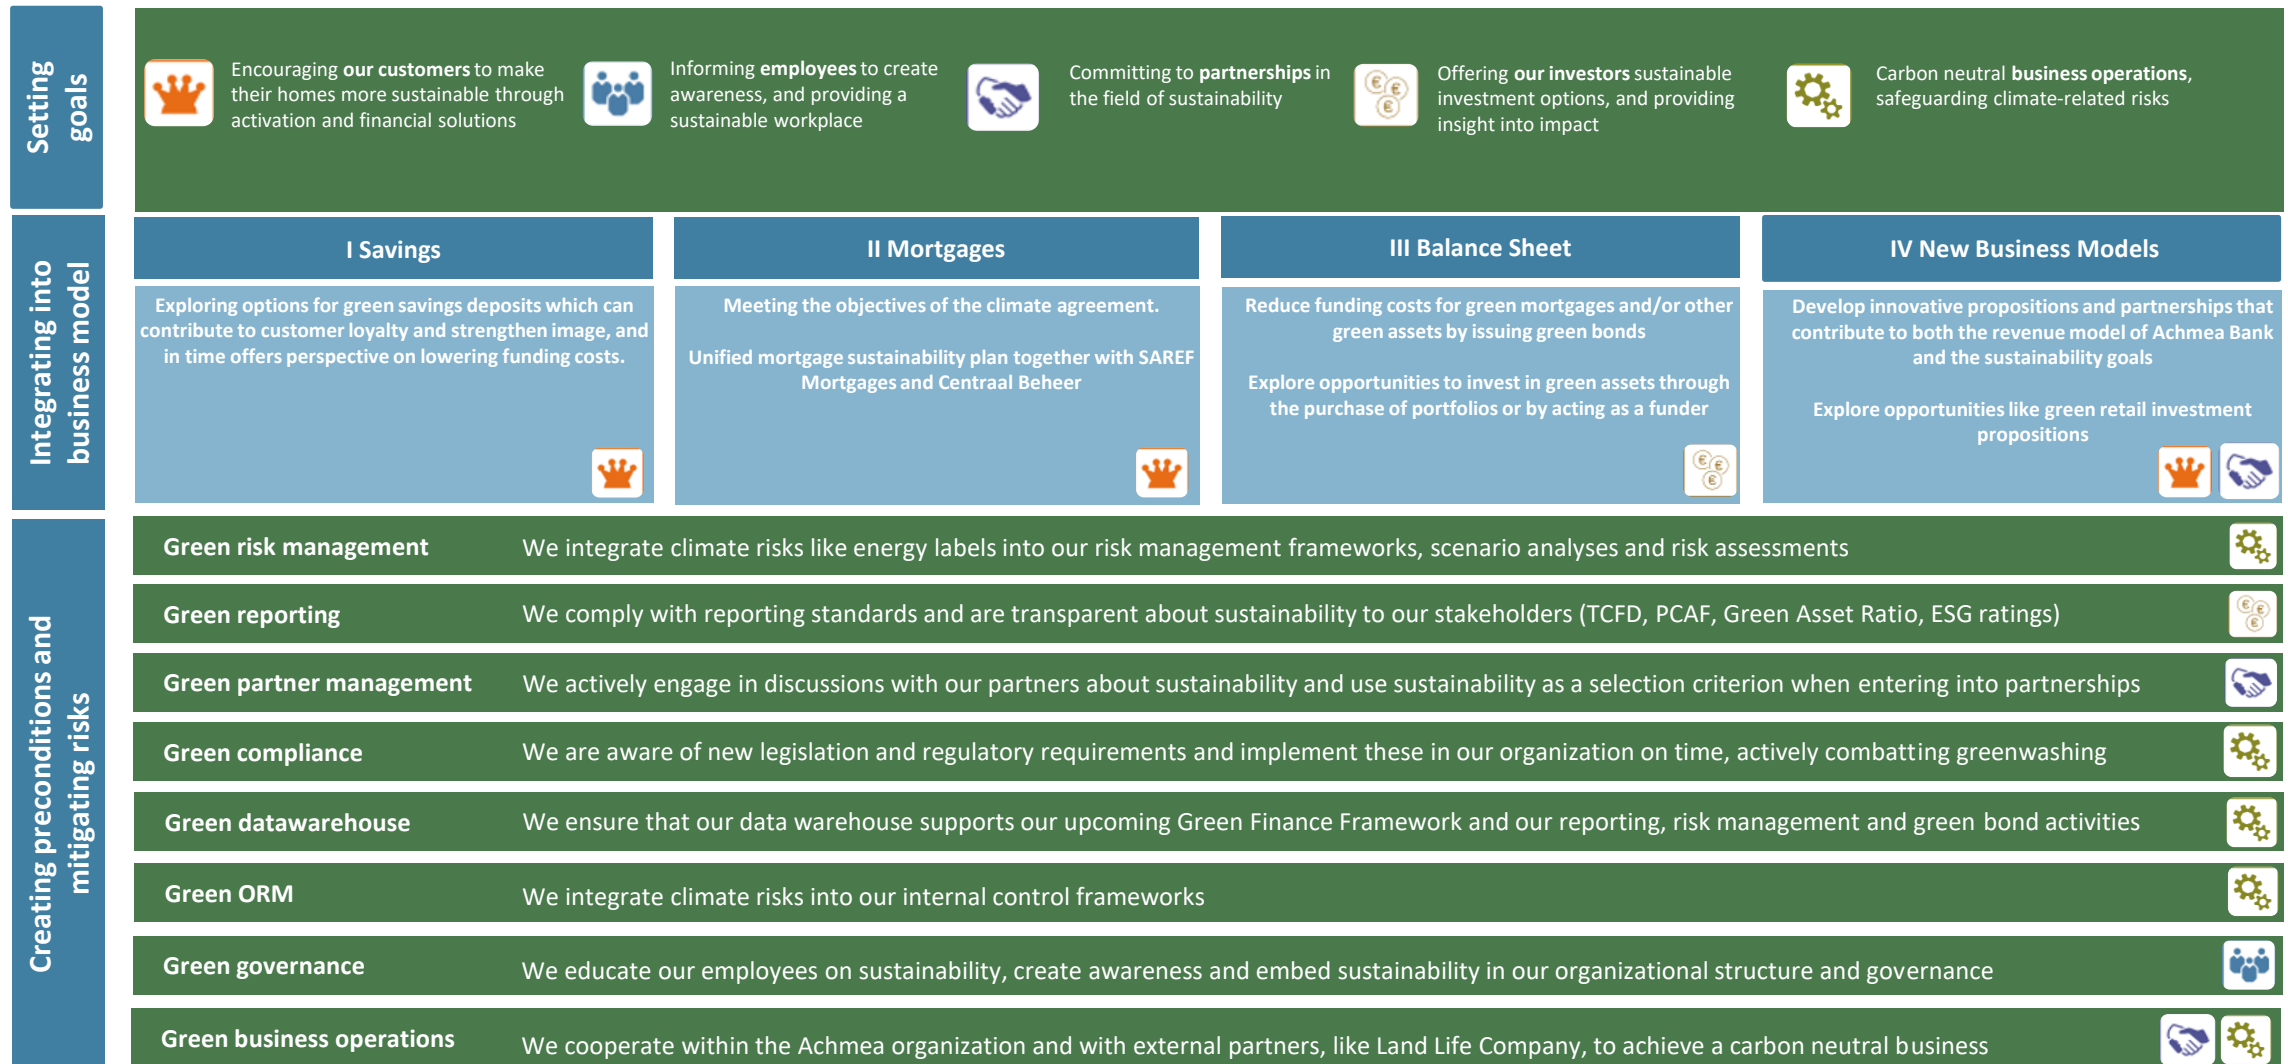 Setting
goals
Encouraging our customers to make
their homes more sustainable through
activation and financial solutions
Informing employees to create
awareness, and providing a
sustainable workplace
Committing to partnerships in
the field of sustainability
Offering our investors sustainable
investment options, and providing
insight into impact
Carbon neutral business operations,
safeguarding climate-related risks
Integrating into
business model
I Savings
Exploring options for green savings deposits which can
contribute to customer loyalty and strengthen image, and
in time offers perspective on lowering funding costs.
II Mortgages
Meeting the objectives of the climate agreement.
Unified mortgage sustainability plan together with SAREF
Mortgages and Centraal Beheer
III Balance Sheet
Reduce funding costs for green mortgages and/or other
green assets by issuing green bonds
Explore opportunities to invest in green assets through
the purchase of portfolios or by acting as a funder
IV New Business Models
Develop innovative propositions and partnerships that
contribute to both the revenue model of Achmea Bank
and the sustainability goals
Explore opportunities like green retail investment
propositions
Creating preconditions and
mitigating risks
Green risk management We integrate climate risks like energy labels into our risk management frameworks, scenario analyses and risk assessments
Green reporting We comply with reporting standards and are transparent about sustainability to our stakeholders (TCFD, PCAF, Green Asset Ratio, ESG ratings)
Green partner management We actively engage in discussions with our partners about sustainability and use sustainability as a selection criterion when entering into partnerships
Green compliance We are aware of new legislation and regulatory requirements and implement these in our organization on time, actively combatting greenwashing
Green datawarehouse We ensure that our data warehouse supports our upcoming Green Finance Framework and our reporting, risk management and green bond activities
Green ORM We integrate climate risks into our internal control frameworks
Green governance We educate our employees on sustainability, create awareness and embed sustainability in our organizational structure and governance
Green business operations We cooperate within the Achmea organization and with external partners, like Land Life Company, to achieve a carbon neutral business